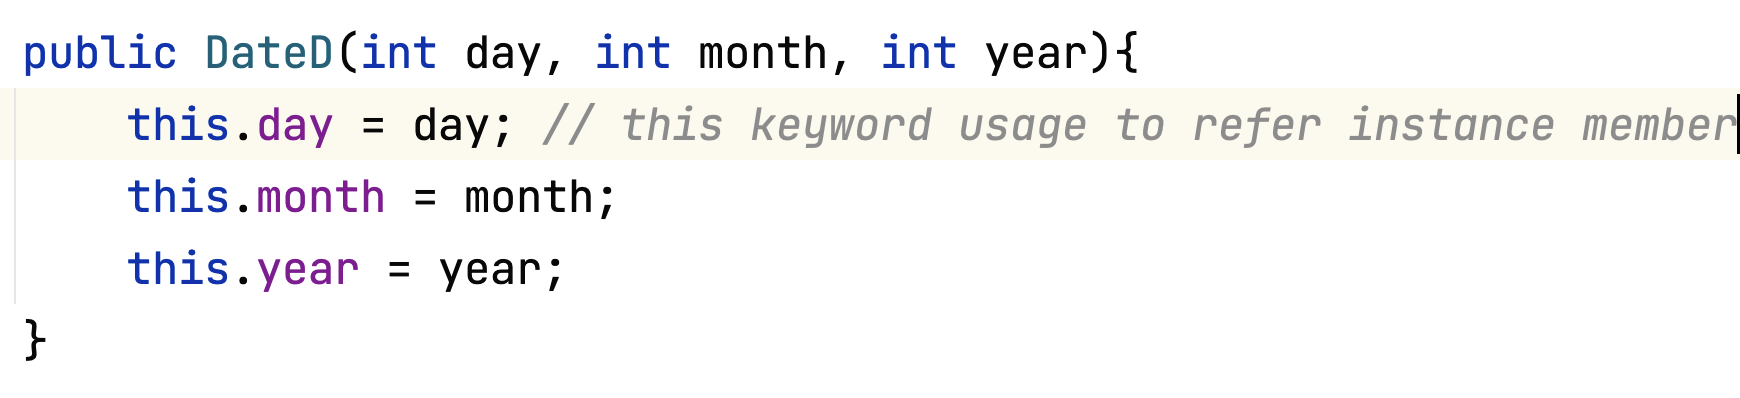 public DateD(int day, int month, int year){
    this.day = day; // this keyword usage to refer instance member
    this.month = month;
    this.year = year;
}